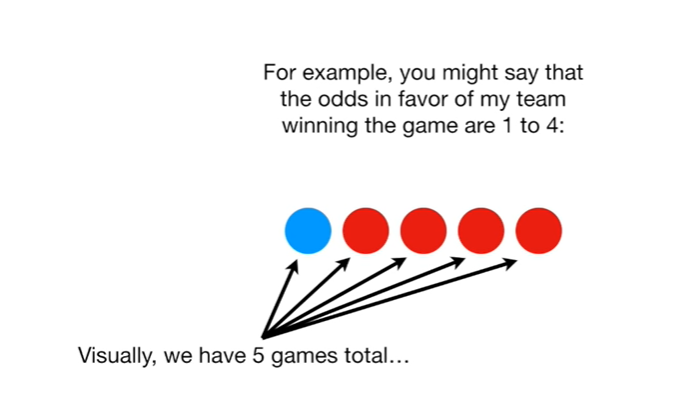 For example, you might say that
the odds in favor of my team
winning the game are 1 to 4:
Visually, we have 5 games total…